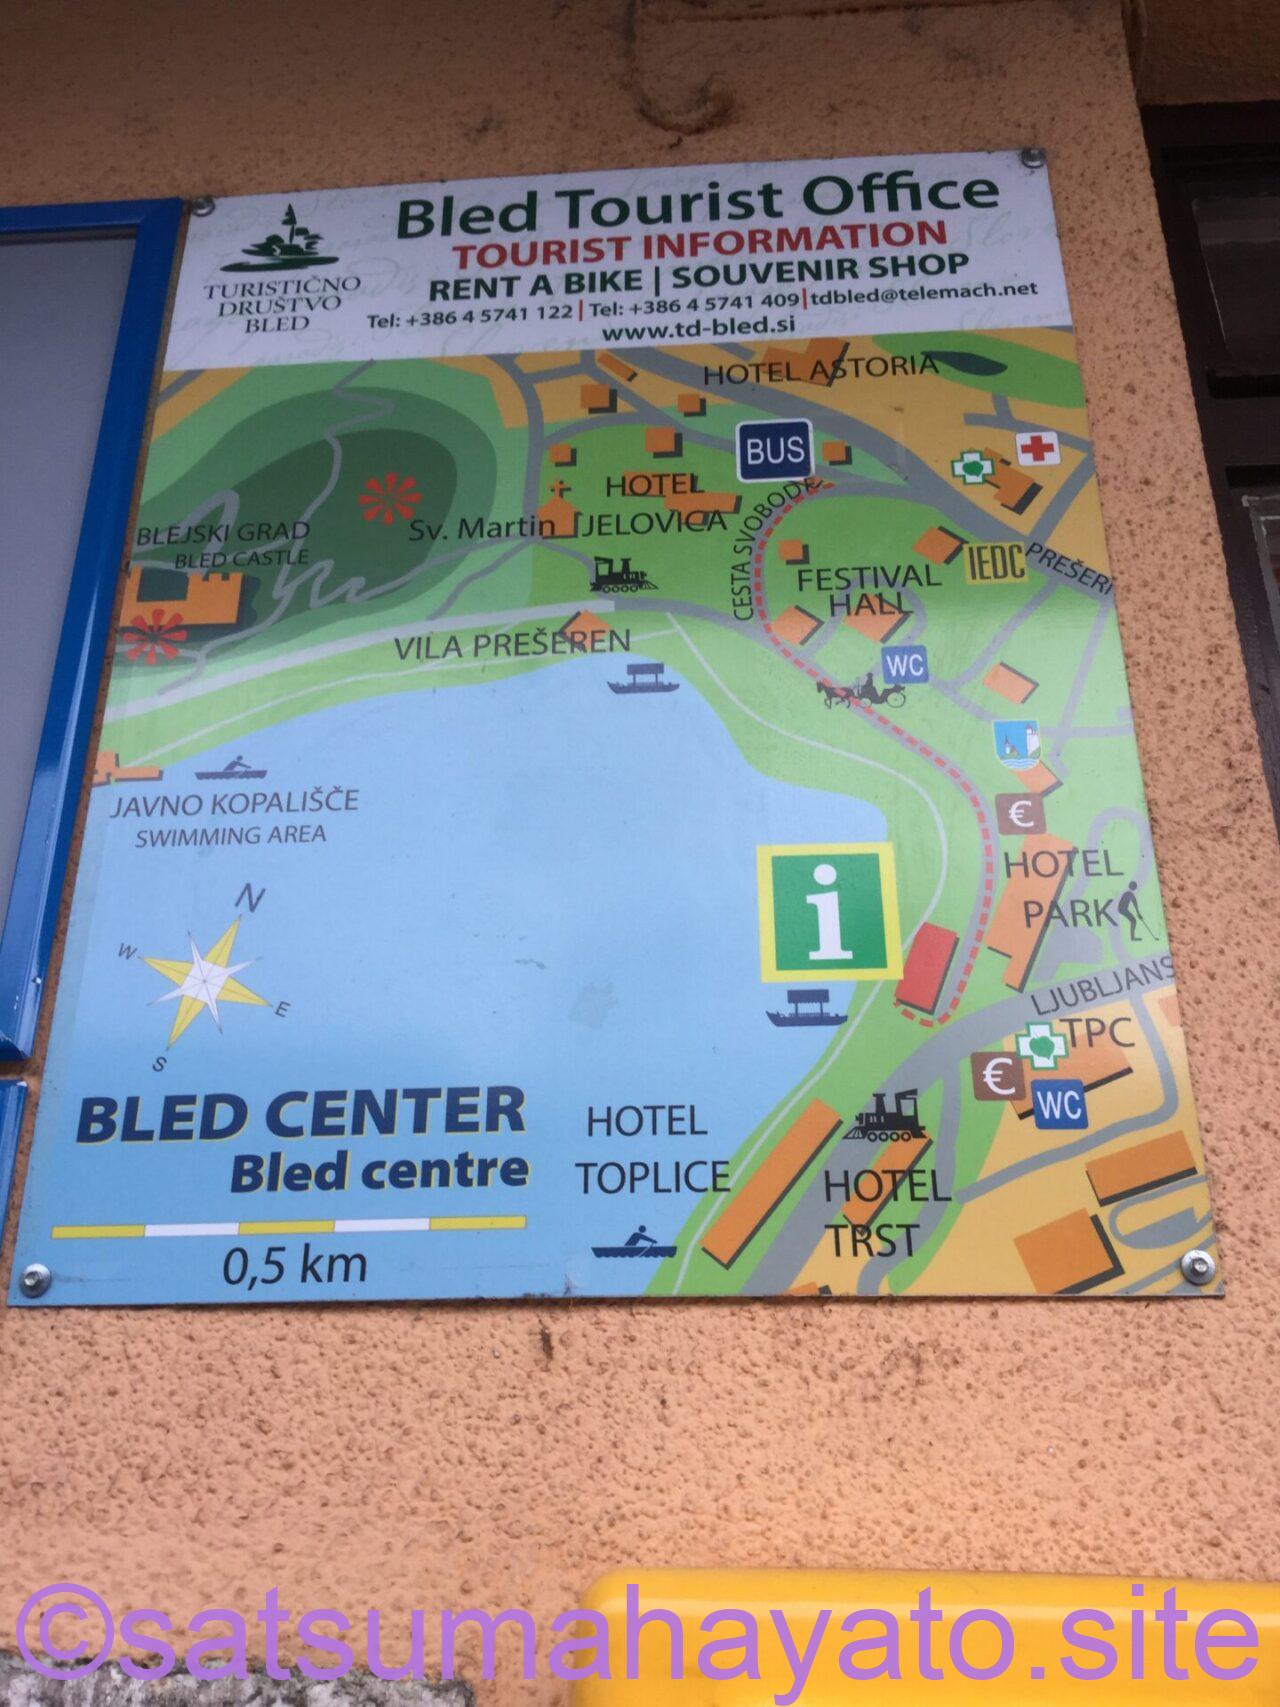 Bled Tourist Office
TOURIST INFORMATION
RENT A BIKE | SOUVENIR SHOP
Tel: +386 4 5741 122 | Tel: +386 4 5741 409 | tdbled@telemach.net
www.td-bled.si
TURISTIČNO
DRUŠTVO
BLED
HOTEL ASTORIA
BUS
HOTEL
JELOVICA
Sv. Martin
BLEJSKI GRAD
BLED CASTLE
CESTA SVOBODE
FESTIVAL
HALL
IEDC
PREŠERI
VILA PREŠEREN
WC
JAVNO KOPALIŠČE
SWIMMING AREA
€
HOTEL
PARK
i
N
W
E
S
LJUBLJANS
TPC
€
WC
BLED CENTER
Bled centre
0,5 km
HOTEL
TOPLICE
HOTEL
TRST
©satsumahayato.site